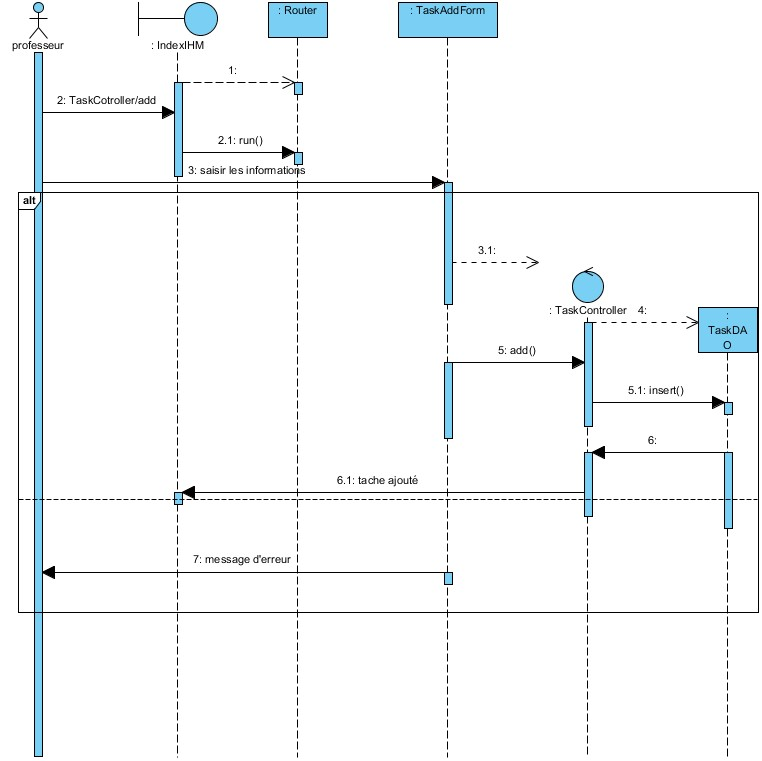 : Router
: TaskAddForm
professeur
: IndexIHM
1:
2: TaskCotroller/add
2.1: run()
3: saisir les informations
alt
3.1:
: TaskController
4:
:
TaskDA
O
5: add()
5.1: insert()
6:
6.1: tache ajouté
7: message d'erreur